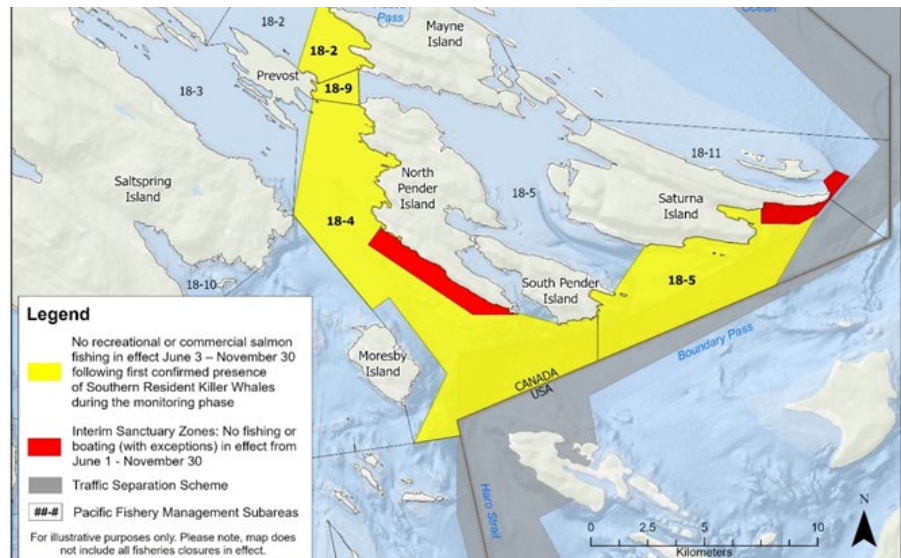 18-2
Pass
Mayne
Island
Ocean
18-2
Prevost
18-9
18-3
18-11
North
Pender
Island
Saltspring
Island
18-5
Saturna
Island
18-4
18-5
South Pender
Island
18-10
Moresby
Island
Boundary Pass
CANADA
USA
Haro Strait
Legend
No recreational or commercial salmon
fishing in effect June 3 – November 30
following first confirmed presence
of Southern Resident Killer Whales
during the monitoring phase
Interim Sanctuary Zones: No fishing or
boating (with exceptions) in effect from
June 1 - November 30
Traffic Separation Scheme
##-# Pacific Fishery Management Subareas
For illustrative purposes only. Please note, map does
not include all fisheries closures in effect.
N
0 2.5 5 10
Kilometers